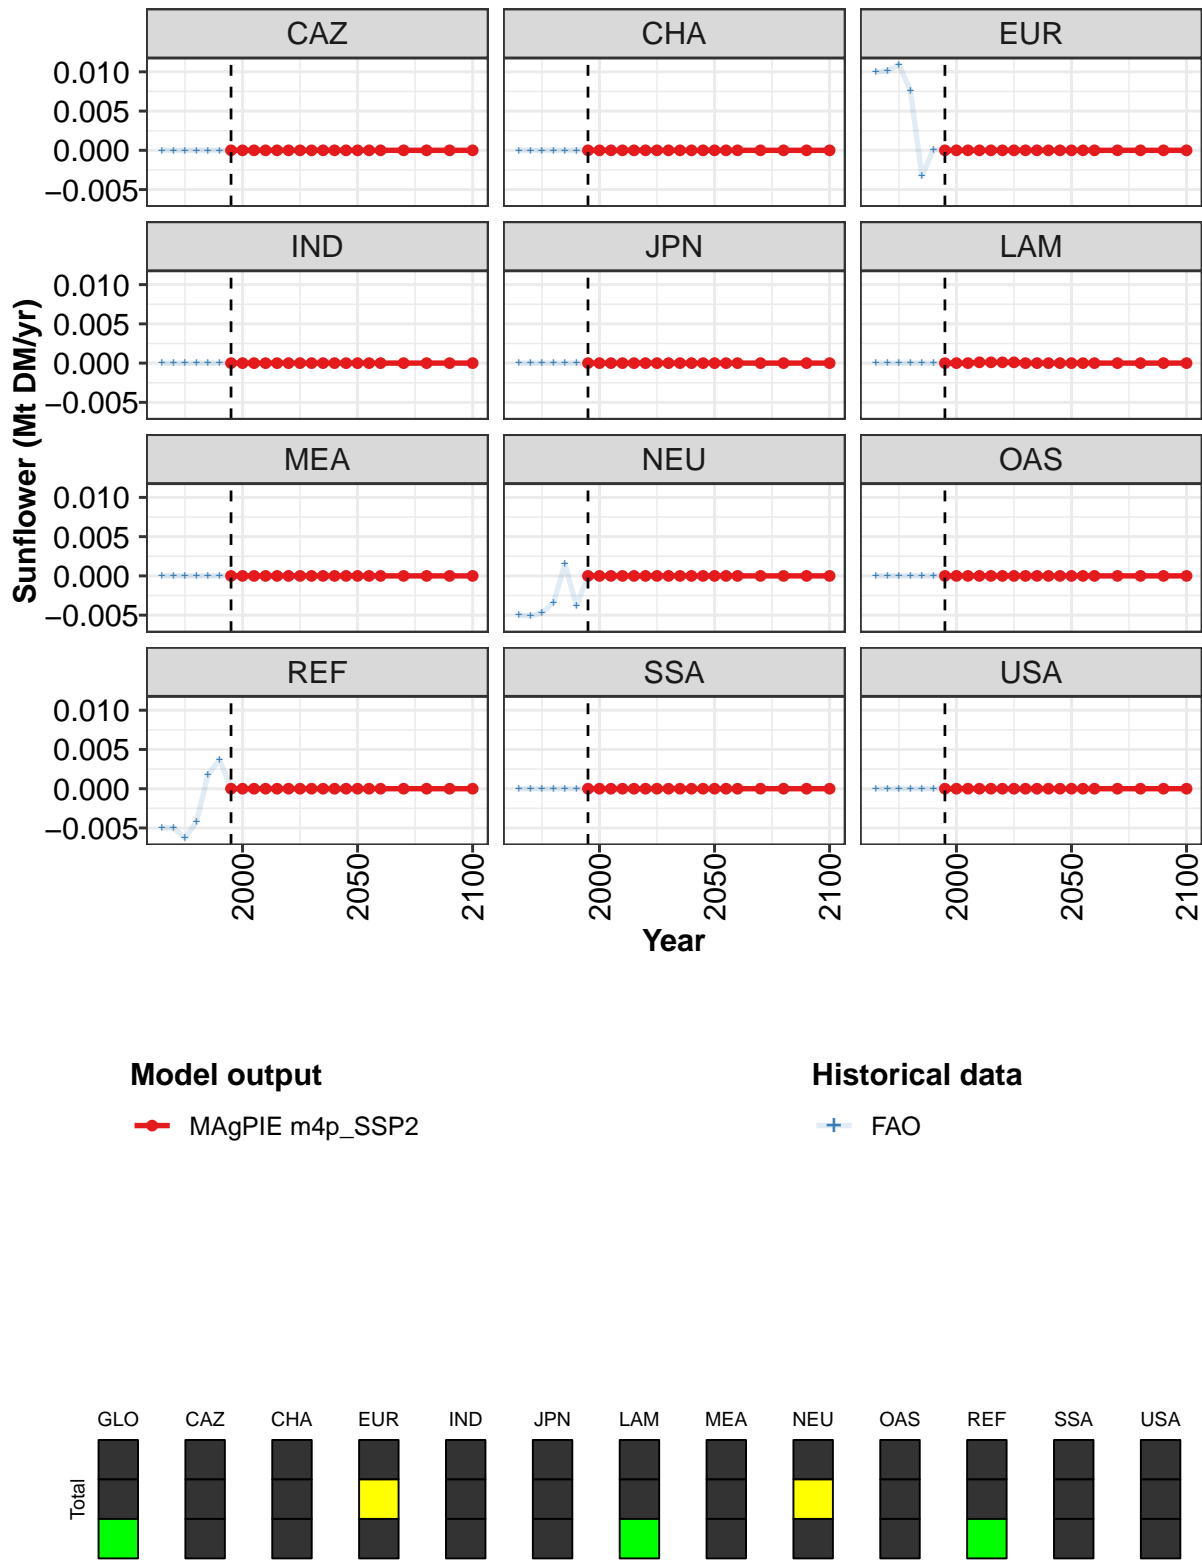 CAZ CHA EUR
0.010
0.005
0.000
−0.005
IND JPN LAM
0.010
0.005
0.000
−0.005
MEA NEU OAS
0.010
0.005
0.000
−0.005
REF SSA USA
0.010
0.005
0.000
−0.005
Sunflower (Mt DM/yr)
2000 2050 2100 2000 2050 2100 2000 2050 2100
Year
Model output Historical data
MAgPIE m4p_SSP2 FAO
GLO CAZ CHA EUR IND JPN LAM MEA NEU OAS REF SSA USA
Total